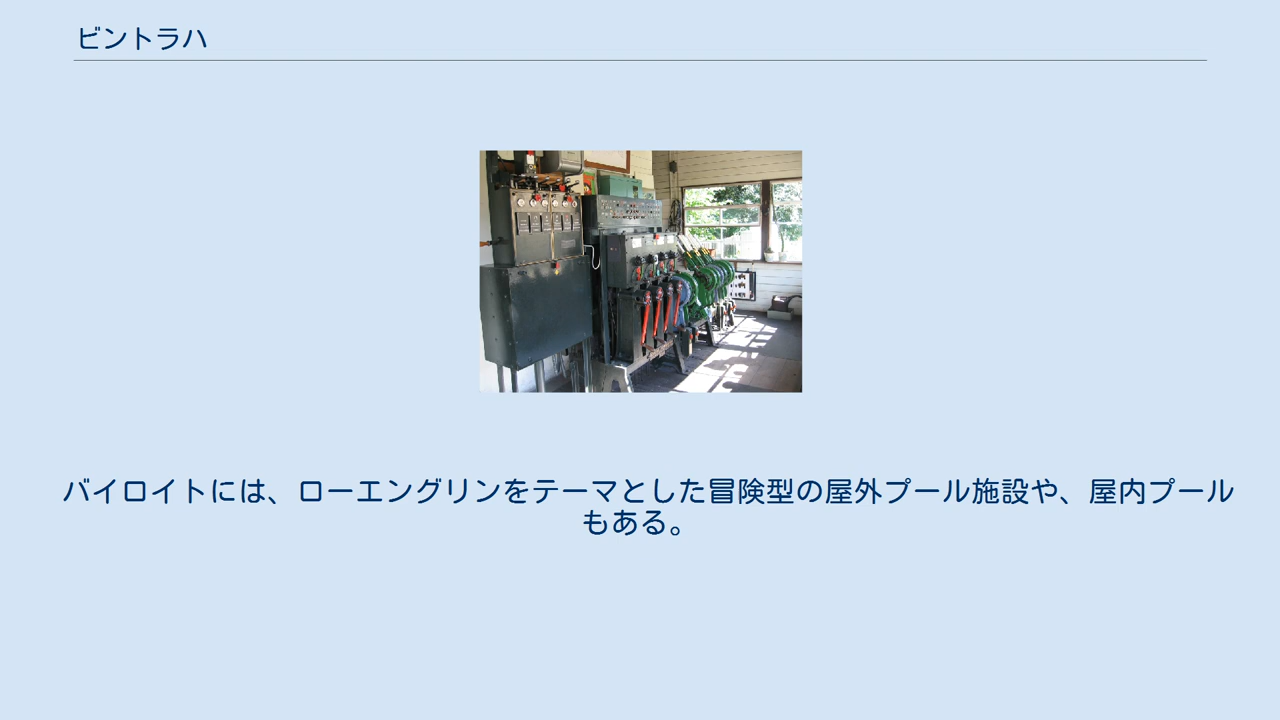 ビントラハ
バイロイトには、ローエングリンをテーマとした冒険型の屋外プール施設や、屋内プール
もある。